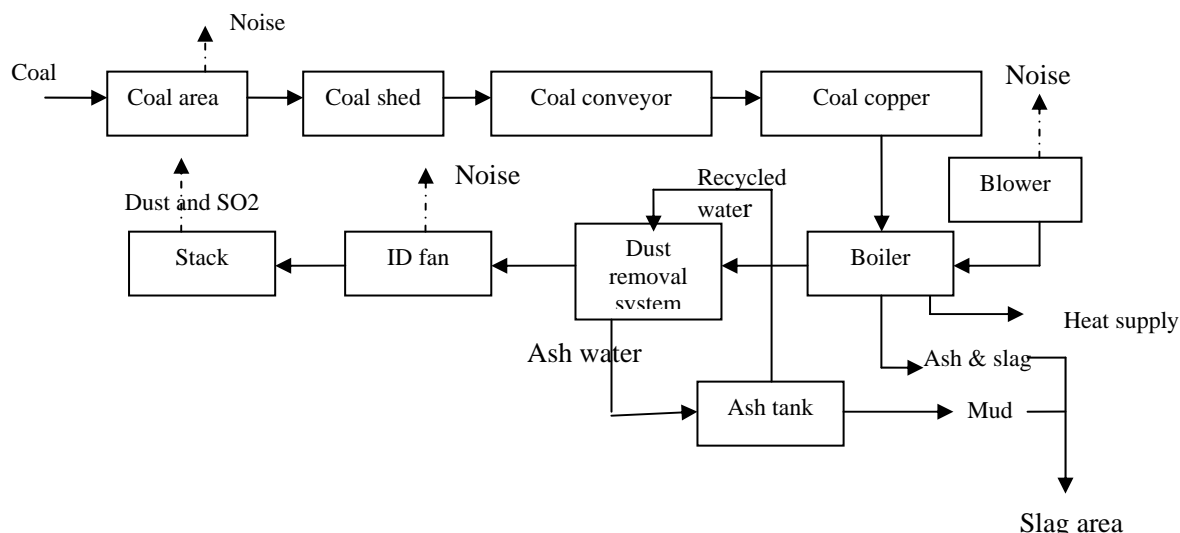 Noise
Coal
Coal area
Coal shed
Coal conveyor
Coal copper
Noise
Blower
Noise
Recycled
water
Dust and SO2
Stack
ID fan
Dust
removal
system
Boiler
Heat supply
Ash water
Ash & slag
Ash tank
Mud
Slag area